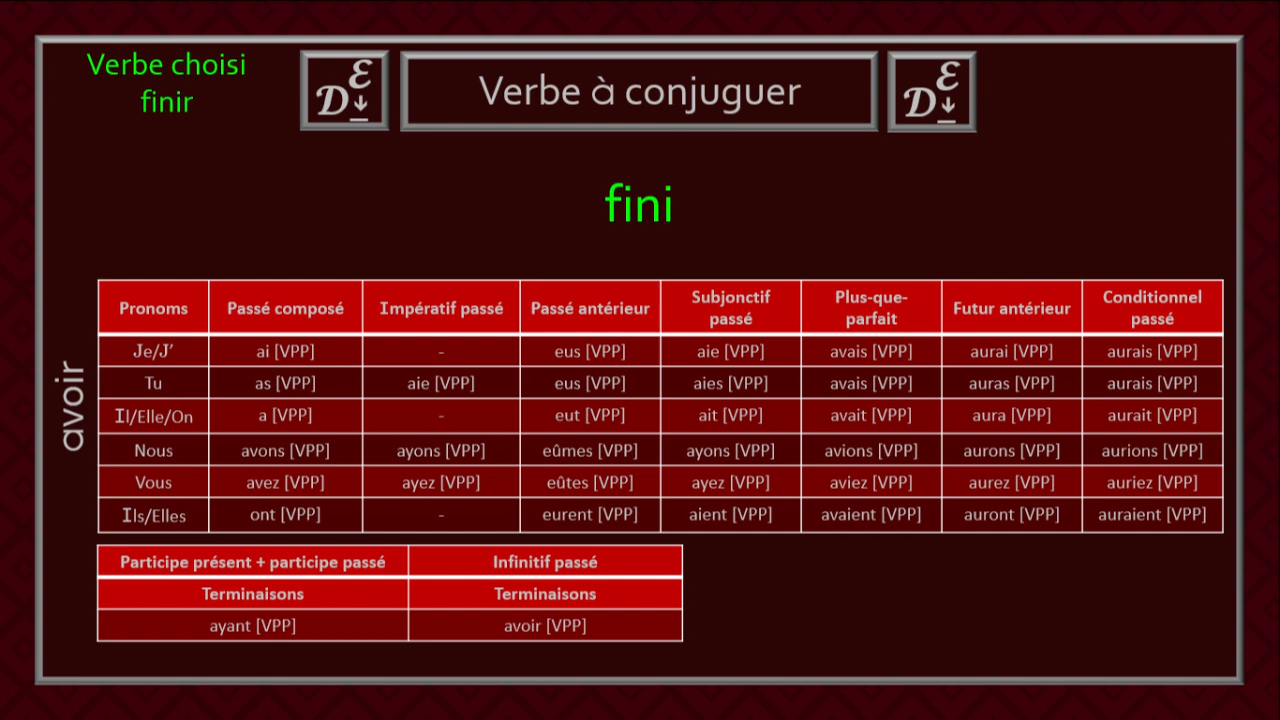 Verbe choisi
finir
D E
Verbe à conjuguer
D E
fini
avoir
Pronoms Passé composé Impératif passé Passé antérieur Subjonctif passé Plus-que-parfait Futur antérieur Conditionnel passé
Je/J’ ai [VPP] - eus [VPP] aie [VPP] avais [VPP] aurai [VPP] aurais [VPP]
Tu as [VPP] aie [VPP] eus [VPP] aies [VPP] avais [VPP] auras [VPP] aurais [VPP]
Il/Elle/On a [VPP] - eut [VPP] ait [VPP] avait [VPP] aura [VPP] aurait [VPP]
Nous avons [VPP] ayons [VPP] eûmes [VPP] ayons [VPP] avions [VPP] aurons [VPP] aurions [VPP]
Vous avez [VPP] ayez [VPP] eûtes [VPP] ayez [VPP] aviez [VPP] aurez [VPP] auriez [VPP]
Ils/Elles ont [VPP] - eurent [VPP] aient [VPP] avaient [VPP] auront [VPP] auraient [VPP]
Participe présent + participe passé Infinitif passé
Terminaisons Terminaisons
ayant [VPP] avoir [VPP]